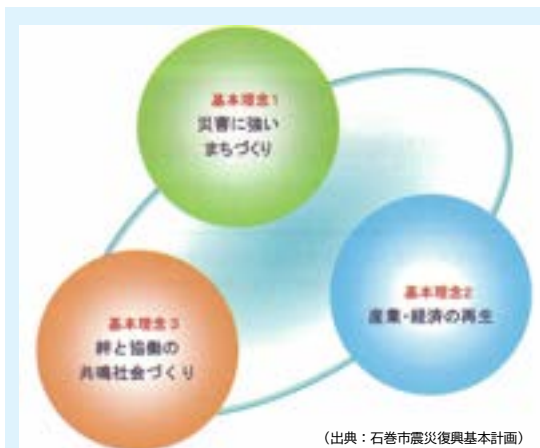 基本理念1
災害に強い
まちづくり
基本理念2
産業・経済の再生
基本理念3
絆と協働の
共鳴社会づくり
(出典：石巻市震災復興基本計画)